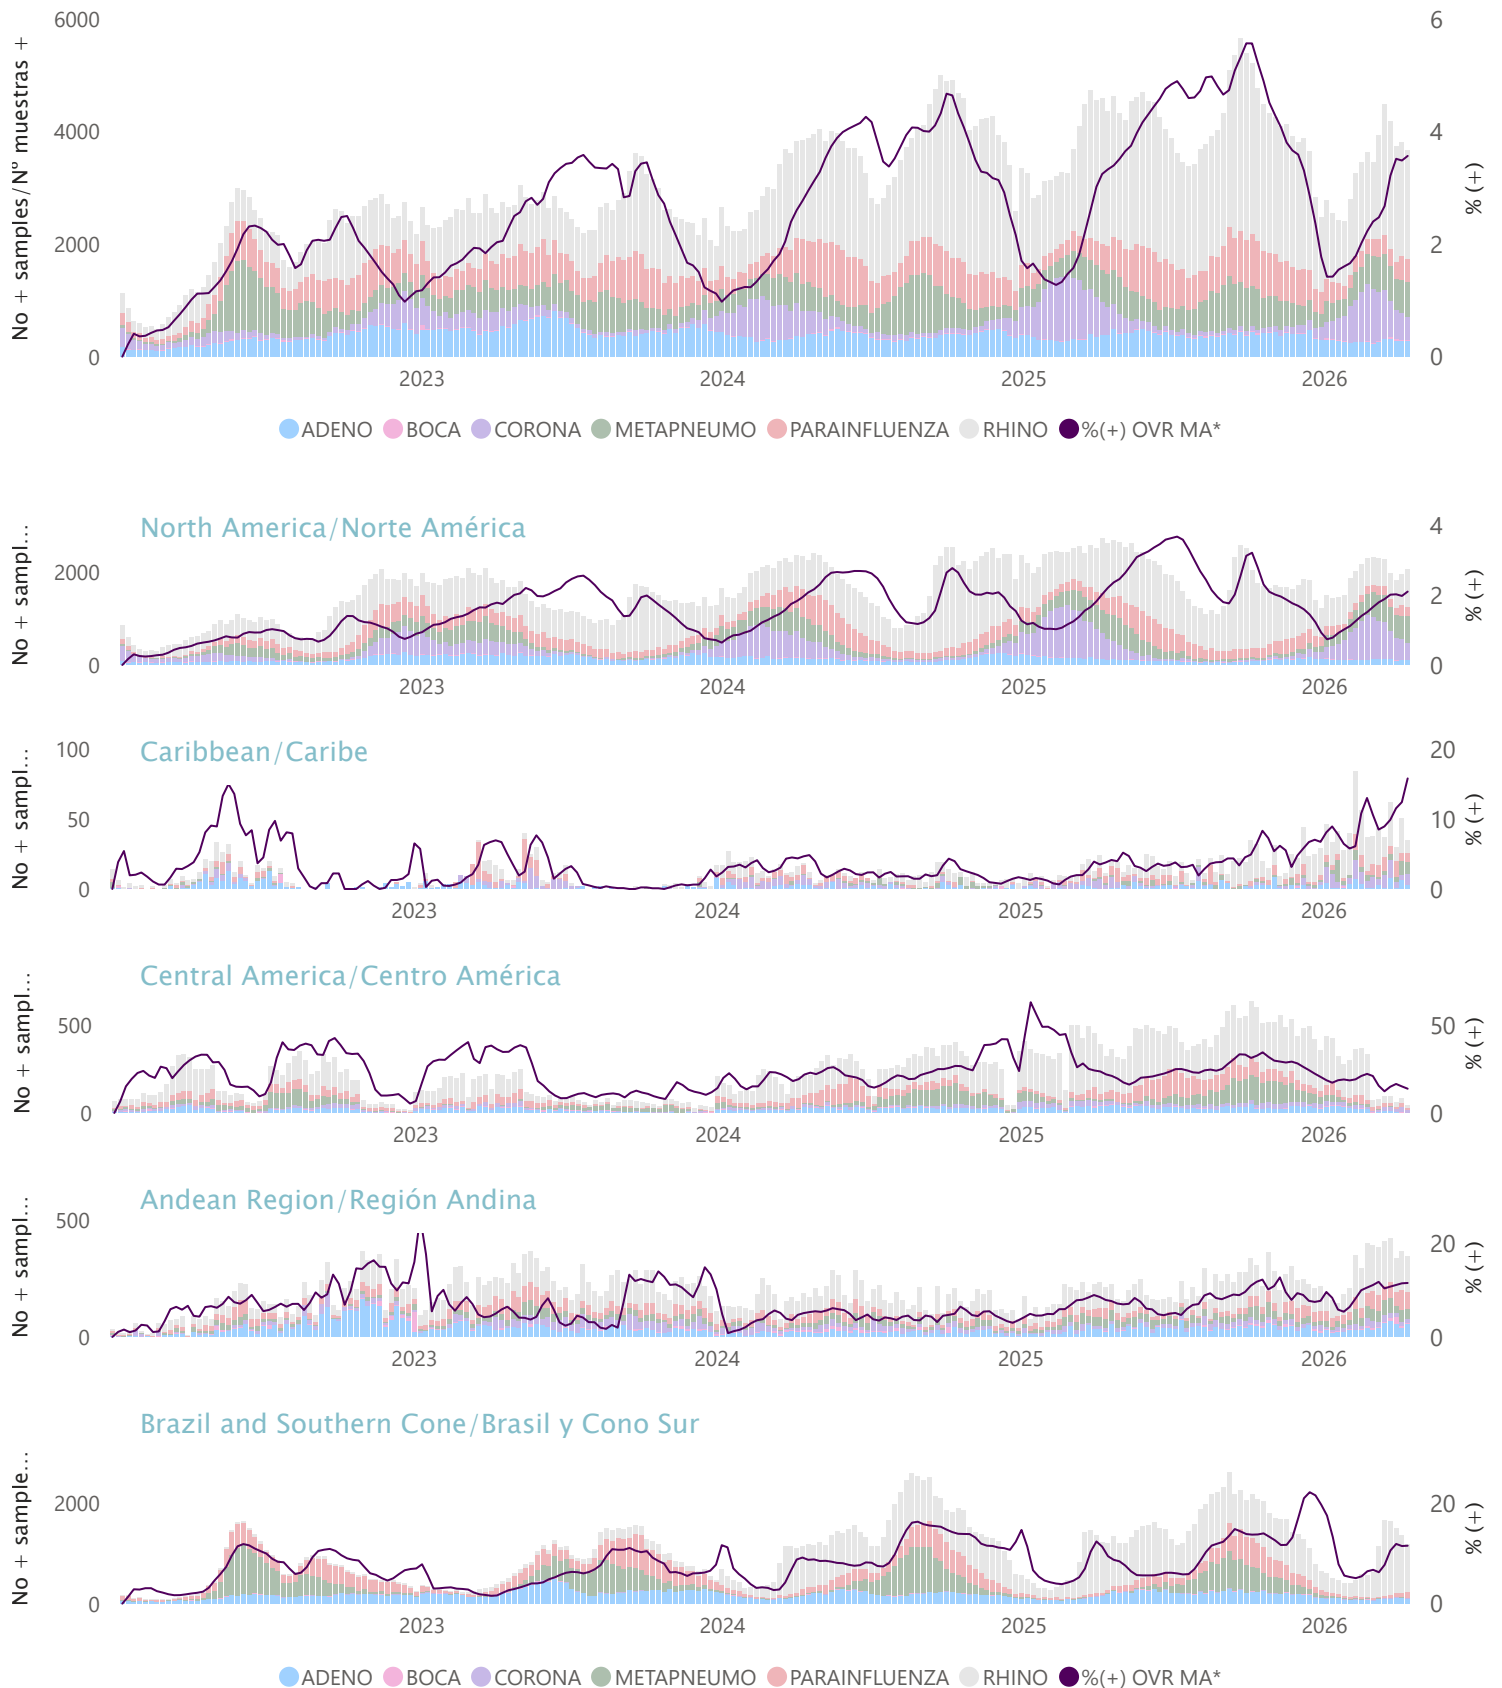 6000
4000
2000
0
No + samples/N° muestras +
6
4
2
0
% (+)
2023 2024 2025 2026
ADENO BOCA CORONA METAPNEUMO PARAINFLUENZA RHINO %(+) OVR MA*
North America/Norte América
No + sampl...
2000
0
4
2
0
% (+)
2023 2024 2025 2026
Caribbean/Caribe
No + sampl...
100
50
0
20
10
0
% (+)
2023 2024 2025 2026
Central America/Centro América
No + sampl...
500
0
50
0
% (+)
2023 2024 2025 2026
Andean Region/Región Andina
No + sampl...
500
0
20
0
% (+)
2023 2024 2025 2026
Brazil and Southern Cone/Brasil y Cono Sur
No + sample...
2000
0
20
0
% (+)
2023 2024 2025 2026
ADENO BOCA CORONA METAPNEUMO PARAINFLUENZA RHINO %(+) OVR MA*